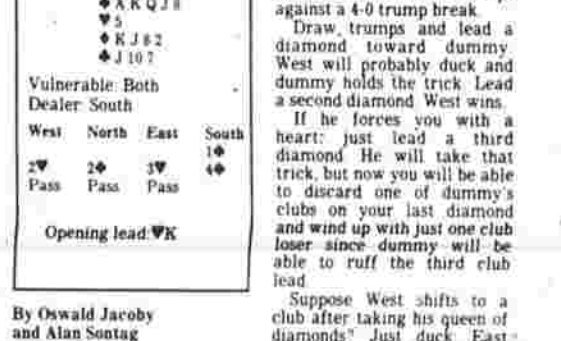 ♠ A K Q J 8
♥ 5
♦ K J 8 2
♣ J 10 7
Vulnerable: Both
Dealer: South
West North East South
1♠
2♥ 2♠ 3♥ 4♠
Pass Pass Pass
Opening lead: ♥K
By Oswald Jacoby
and Alan Sontag
against a 4-0 trump break.
Draw trumps and lead a
diamond toward dummy.
West will probably duck and
dummy holds the trick. Lead
a second diamond. West wins.
If he forces you with a
heart: just lead a third
diamond. He will take that
trick, but now you will be able
to discard one of dummy's
clubs on your last diamond
and wind up with just one club
loser since dummy will be
able to ruff the third club
lead.
Suppose West shifts to a
club after taking his queen of
diamonds? Just duck. East